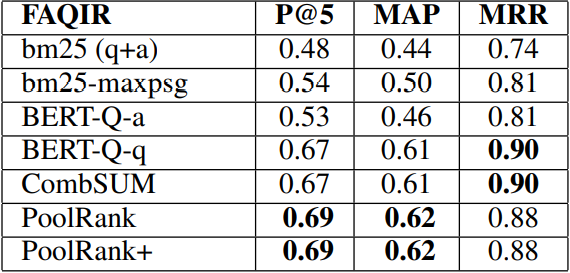 FAQIR P@5 MAP MRR
bm25 (q+a) 0.48 0.44 0.74
bm25-maxpsg 0.54 0.50 0.81
BERT-Q-a 0.53 0.46 0.81
BERT-Q-q 0.67 0.61 0.90
CombSUM 0.67 0.61 0.90
PoolRank 0.69 0.62 0.88
PoolRank+ 0.69 0.62 0.88